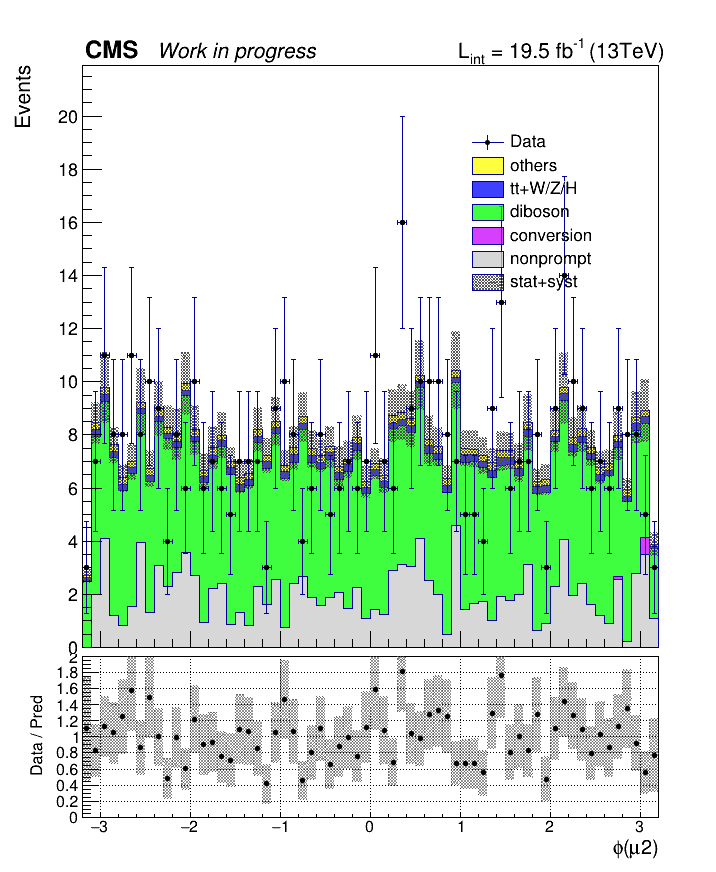 CMS Work in progress L_int = 19.5 fb^-1 (13TeV)
Events
20
18
16
14
12
10
8
6
4
2
0
Data
others
tt+W/Z/H
diboson
conversion
nonprompt
stat+syst
Data / Pred
2
1.8
1.6
1.4
1.2
1
0.8
0.6
0.4
0.2
0
−3 −2 −1 0 1 2 3
ϕ(μ2)